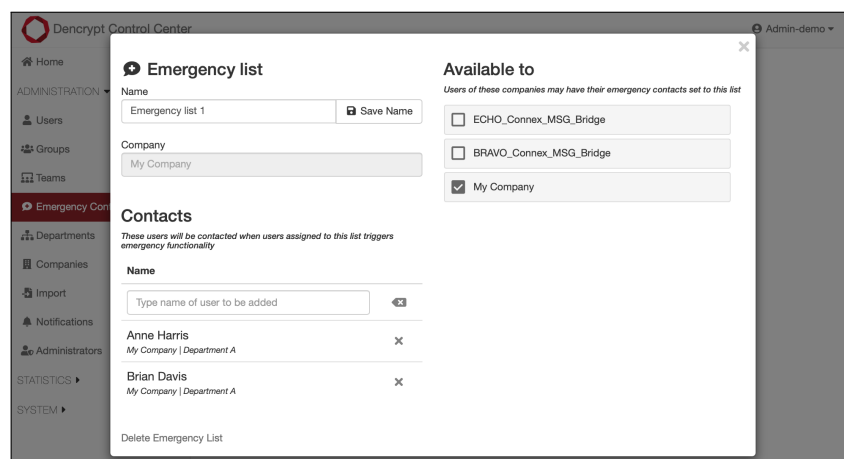 Dencrypt Control Center
Admin-demo
Home
ADMINISTRATION
Users
Groups
Teams
Emergency Cont
Departments
Companies
Import
Notifications
Administrators
STATISTICS
SYSTEM
Emergency list
Name
Emergency list 1
Save Name
Company
My Company
Contacts
These users will be contacted when users assigned to this list triggers
emergency functionality
Name
Type name of user to be added
Anne Harris
My Company | Department A
Brian Davis
My Company | Department A
Delete Emergency List
Available to
Users of these companies may have their emergency contacts set to this list
ECHO_Connex_MSG_Bridge
BRAVO_Connex_MSG_Bridge
My Company